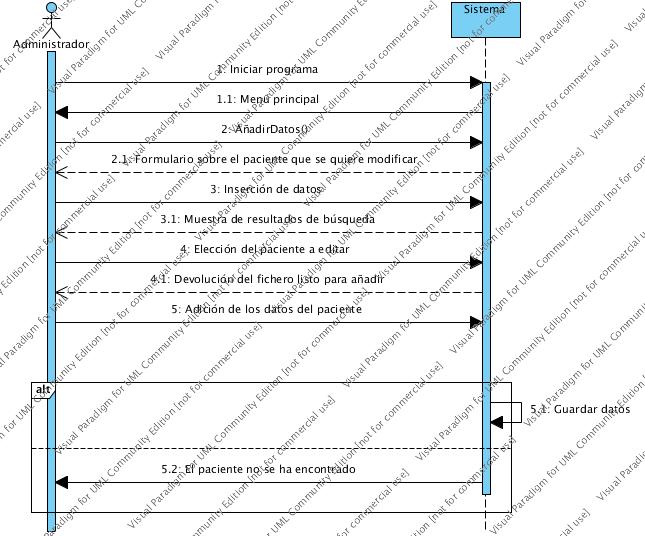 Sistema
Administrador
1: Iniciar programa
1.1: Menú principal
2: AñadirDatos()
2.1: Formulario sobre el paciente que se quiere modificar
3: Inserción de datos
3.1: Muestra de resultados de búsqueda
4: Elección del paciente a editar
4.1: Devolución del fichero listo para añadir
5: Adición de los datos del paciente
alt
5.1: Guardar datos
5.2: El paciente no se ha encontrado
Visual Paradigm for UML Community Edition [not for commercial use]